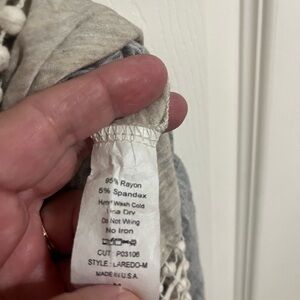 95% Rayon
5% Spandex
Hand Wash Cold
Line Dry
Do Not Wring
No Iron
CUT: P03106
STYLE: LAREDO-M
MADE IN U.S.A
M